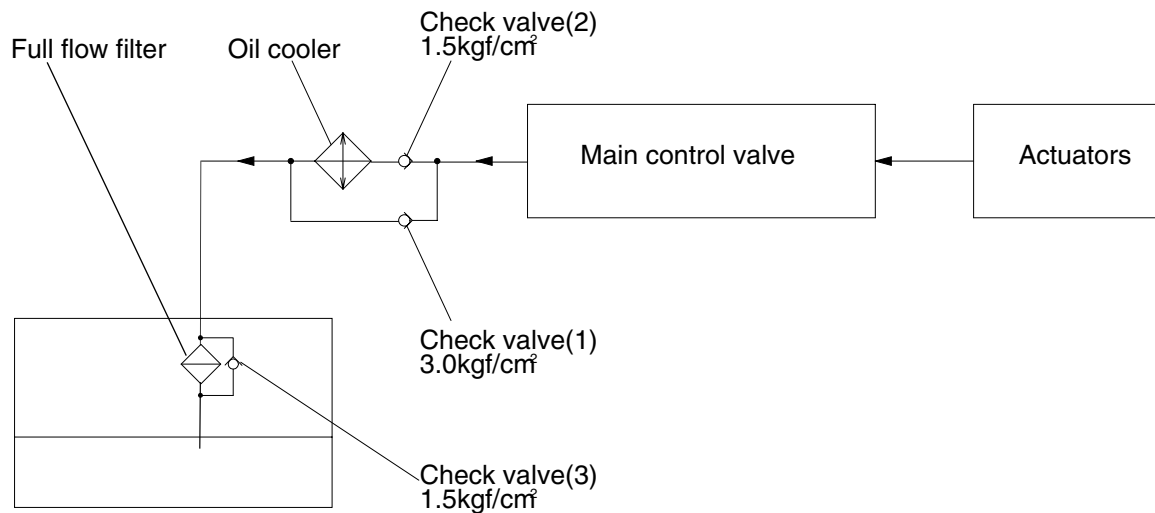 Check valve(2)
1.5kgf/cm²
Full flow filter
Oil cooler
Main control valve
Actuators
Check valve(1)
3.0kgf/cm²
Check valve(3)
1.5kgf/cm²